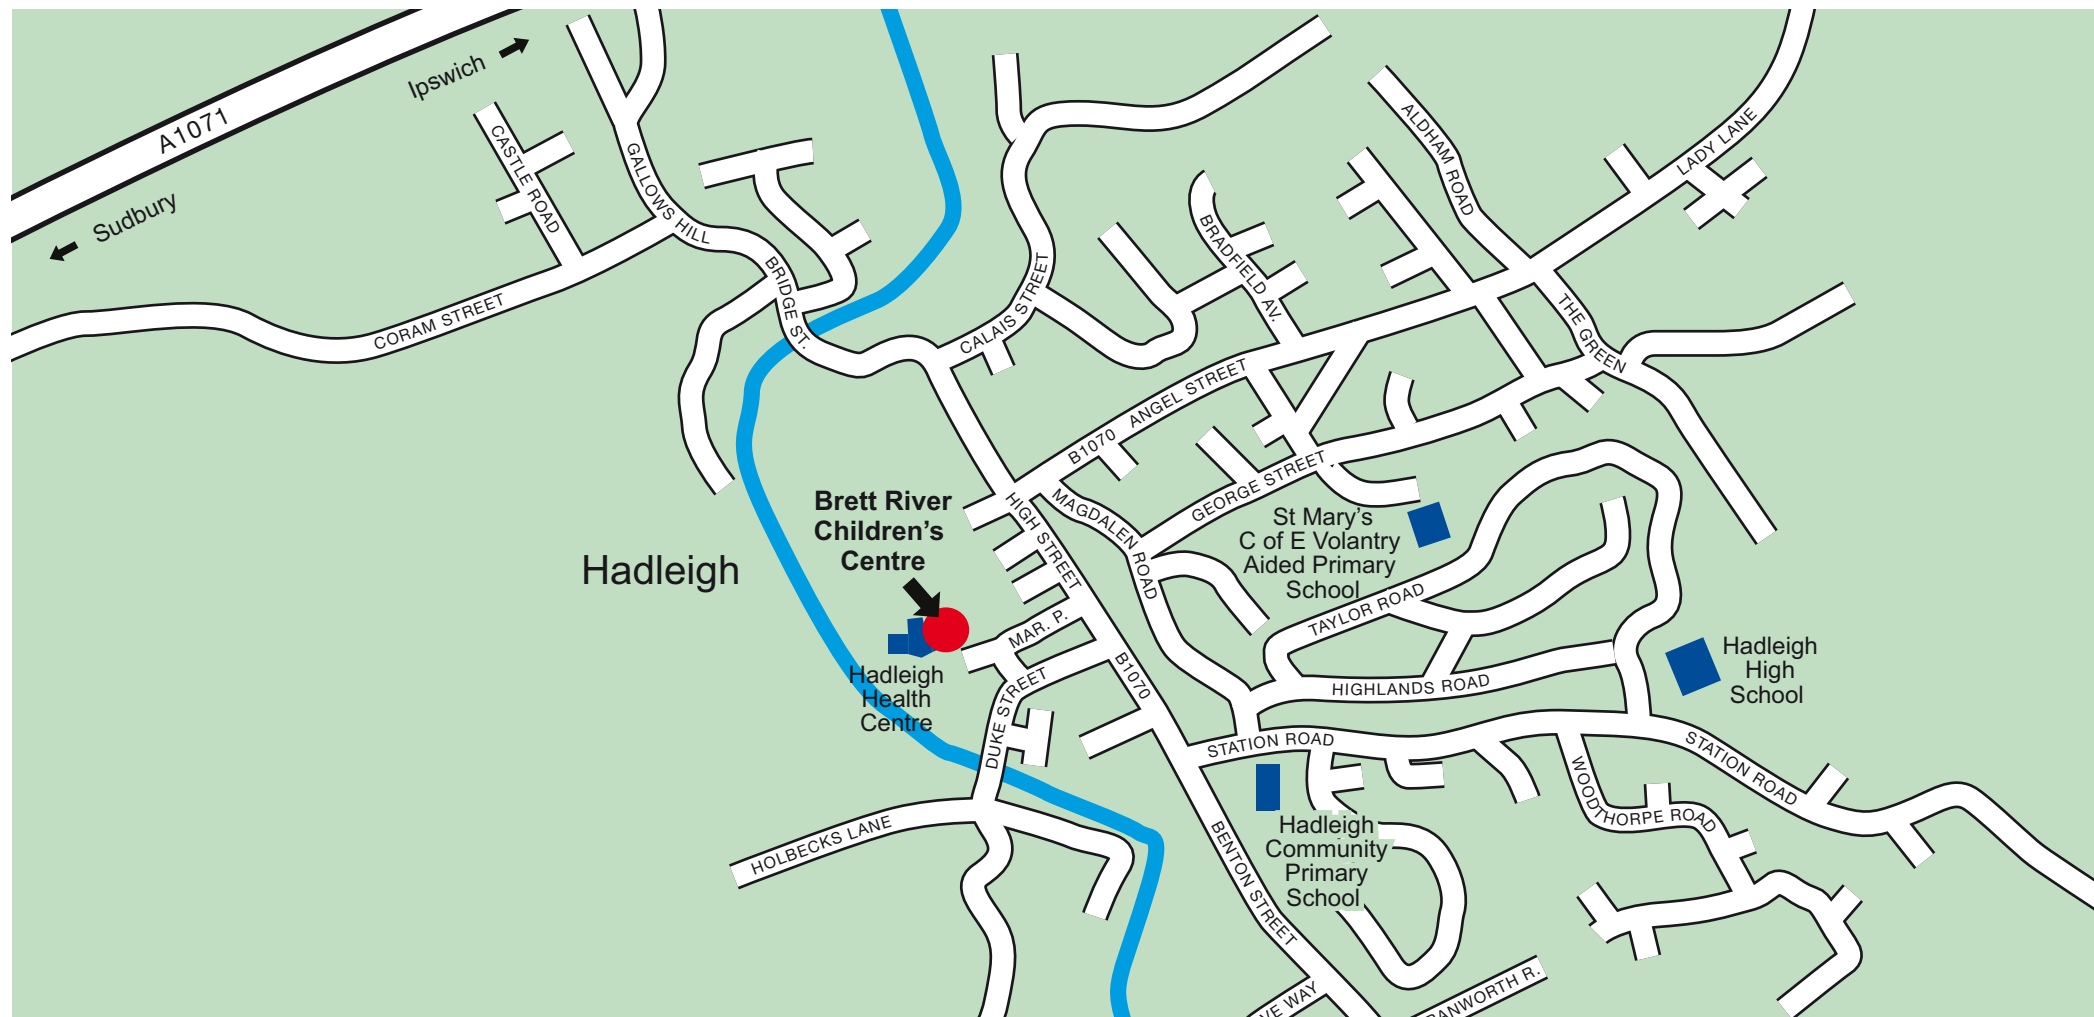 Ipswich
A1071
Sudbury
CASTLE ROAD
GALLOWS HILL
CORAM STREET
BRIDGE ST.
CALAIS STREET
BRADFIELD AV.
ALDHAM ROAD
LADY LANE
THE GREEN
B1070
ANGEL STREET
GEORGE STREET
MAGDALEN ROAD
HIGH STREET
Brett River
Children's
Centre
Hadleigh
St Mary's
C of E Volantry
Aided Primary
School
TAYLOR ROAD
MAR. P.
Hadleigh
Health
Centre
DUKE STREET
B1070
HIGHLANDS ROAD
Hadleigh
High
School
STATION ROAD
STATION ROAD
WOODTHORPE ROAD
HOLBECKS LANE
BENTON STREET
Hadleigh
Community
Primary
School
VE WAY
RANWORTH R.